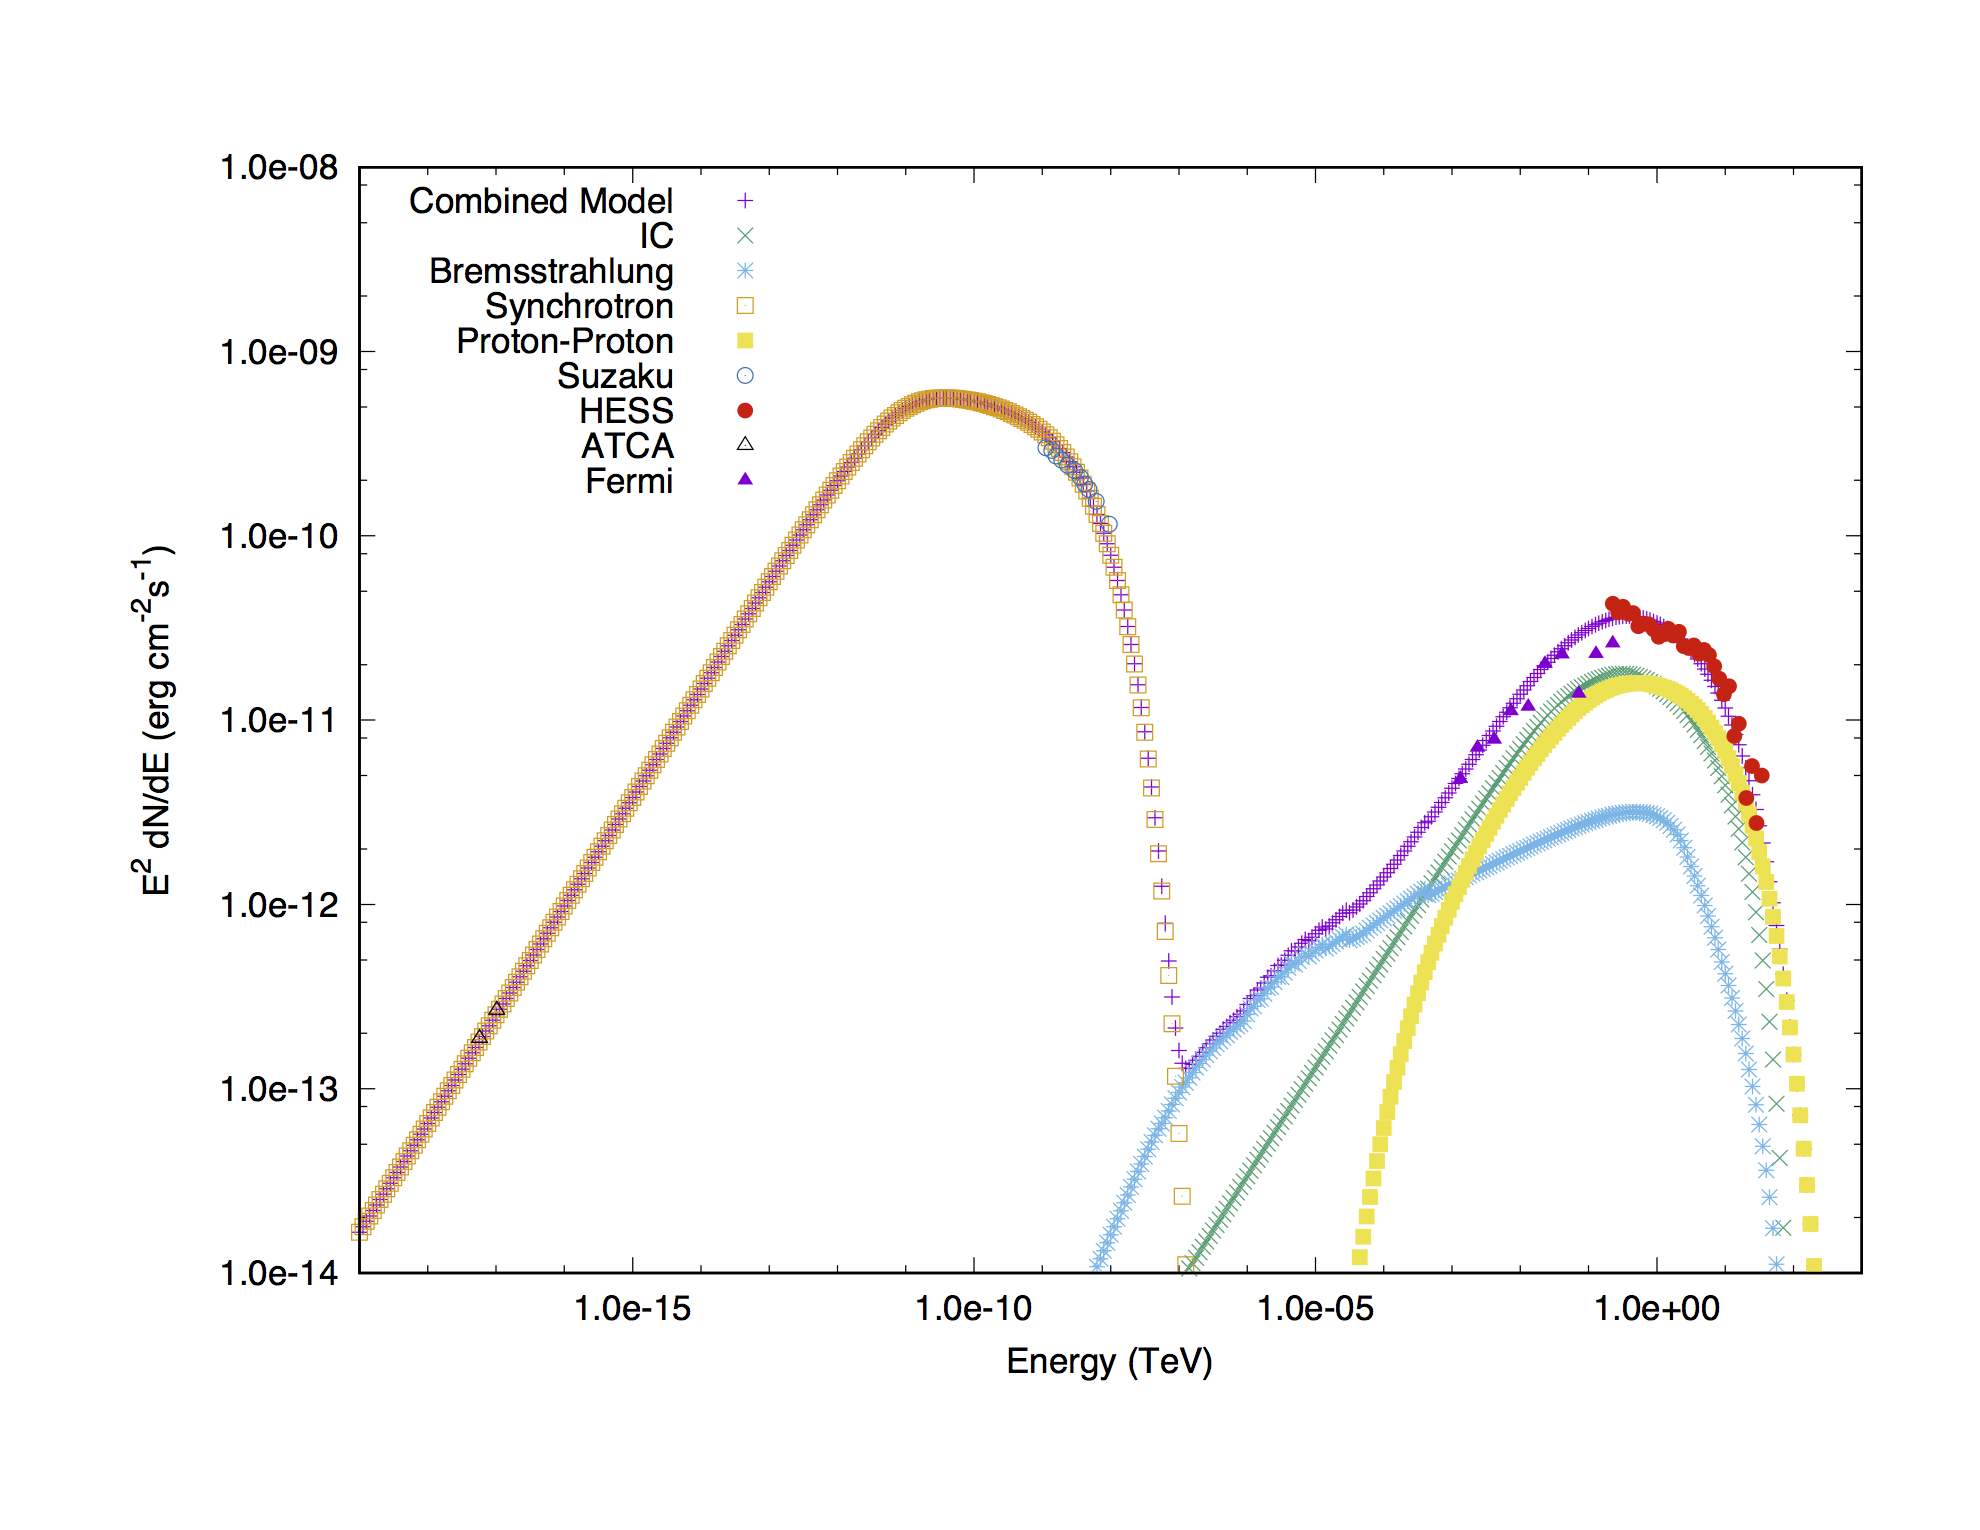 1.0e-08
1.0e-09
1.0e-10
1.0e-11
1.0e-12
1.0e-13
1.0e-14
E² dN/dE (erg cm⁻²s⁻¹)
Combined Model
IC
Bremsstrahlung
Synchrotron
Proton-Proton
Suzaku
HESS
ATCA
Fermi
1.0e-15 1.0e-10 1.0e-05 1.0e+00
Energy (TeV)